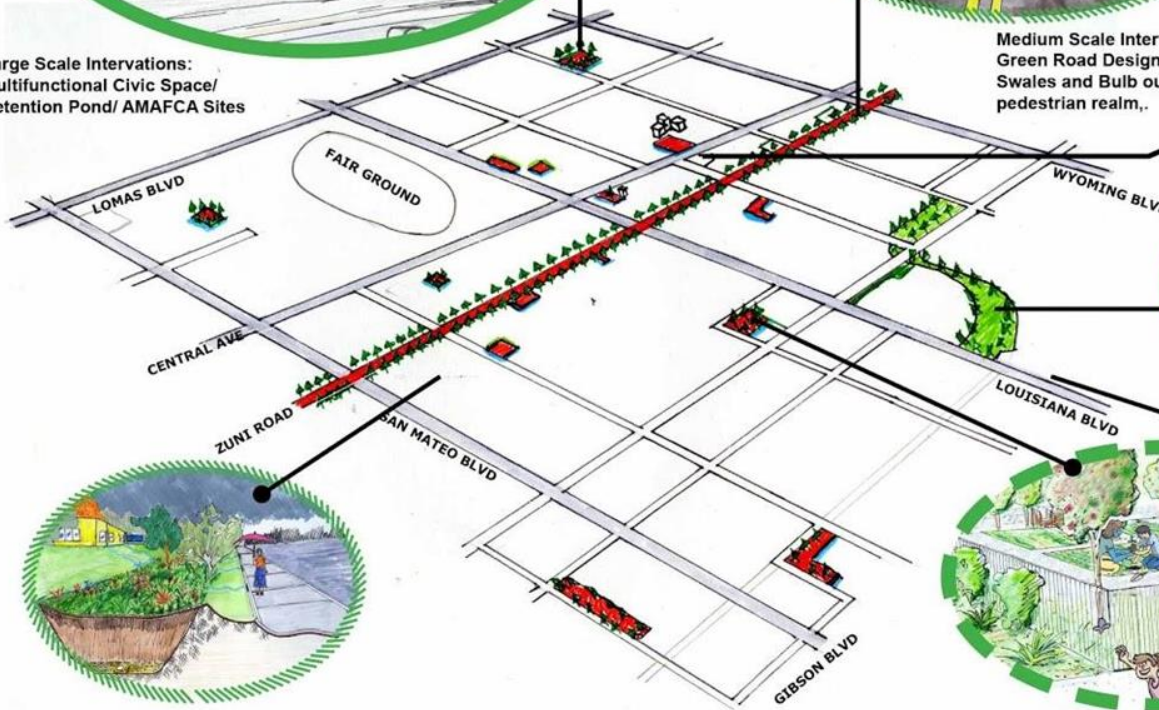 arge Scale Intervations:
ultifunctional Civic Space/
etention Pond/ AMAFCA Sites
Medium Scale Inter
Green Road Design
Swales and Bulb ou
pedestrian realm,.
FAIR GROUND
LOMAS BLVD
WYOMING BLV
CENTRAL AVE
ZUNI ROAD
SAN MATEO BLVD
LOUISIANA BLVD
GIBSON BLVD